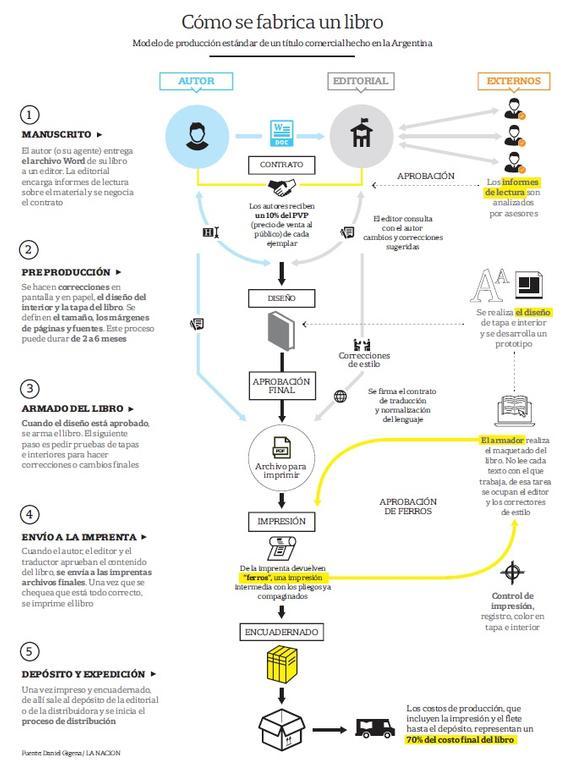 Cómo se fabrica un libro
Modelo de producción estándar de un título comercial hecho en la Argentina
AUTOR
EDITORIAL
EXTERNOS
1
MANUSCRITO
El autor (o su agente) entrega
el archivo Word de su libro
a un editor. La editorial
encarga informes de lectura
sobre el material y se negocia
el contrato
W
DOC
CONTRATO
Los autores reciben
un 10% del PVP
(precio de venta al
público) de cada
ejemplar
APROBACIÓN
Los informes
de lectura son
analizados
por asesores
El editor consulta
con el autor
cambios y correcciones
sugeridas
2
PREPRODUCCIÓN
Se hacen correcciones en
pantalla y en papel, el diseño del
interior y la tapa del libro. Se
definen el tamaño, los márgenes
de páginas y fuentes. Este proceso
puede durar de 2 a 6 meses
DISEÑO
AA
Se realiza el diseño
de tapa e interior
y se desarrolla un
prototipo
Correcciones
de estilo
3
ARMADO DEL LIBRO
Cuando el diseño está aprobado,
se arma el libro. El siguiente
paso es pedir pruebas de tapas
e interiores para hacer
correcciones o cambios finales
APROBACIÓN
FINAL
Se firma el contrato
de traducción
y normalización
del lenguaje
PDF
Archivo para
imprimir
El armador realiza
el maquetado del
libro. No lee cada
texto con el que
trabaja, de esa tarea
se ocupan el editor
y los correctores
de estilo
4
ENVÍO A LA IMPRENTA
Cuando el autor, el editor y el
traductor aprueban el contenido
del libro, se envía a las imprentas
archivos finales. Una vez que se
chequea que está todo correcto,
se imprime el libro
IMPRESIÓN
APROBACIÓN
DE FERROS
De la imprenta devuelven
"ferros", una impresión
intermedia con los pliegos ya
compaginados
Control de
impresión,
registro, color en
tapa e interior
ENCUADERNADO
5
DEPÓSITO Y EXPEDICIÓN
Una vez impreso y encuadernado,
de allí sale al depósito de la editorial
o de la distribuidora y se inicia el
proceso de distribución
Los costos de producción, que
incluyen la impresión y el flete
hasta el depósito, representan un
70% del costo final del libro
Fuente: Daniel Gigena / LA NACION